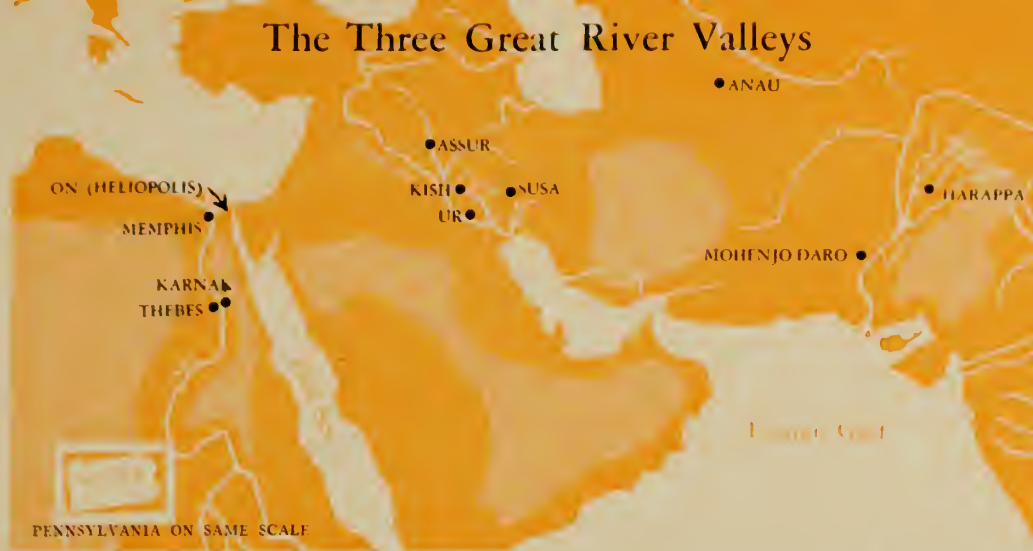 The Three Great River Valleys
ANAU
ASSUR
ON (HELIOPOLIS)
KISH
SUSA
HARAPPA
UR
MEMPHIS
MOHENJO DARO
KARNAK
THEBES
PENNSYLVANIA ON SAME SCALE